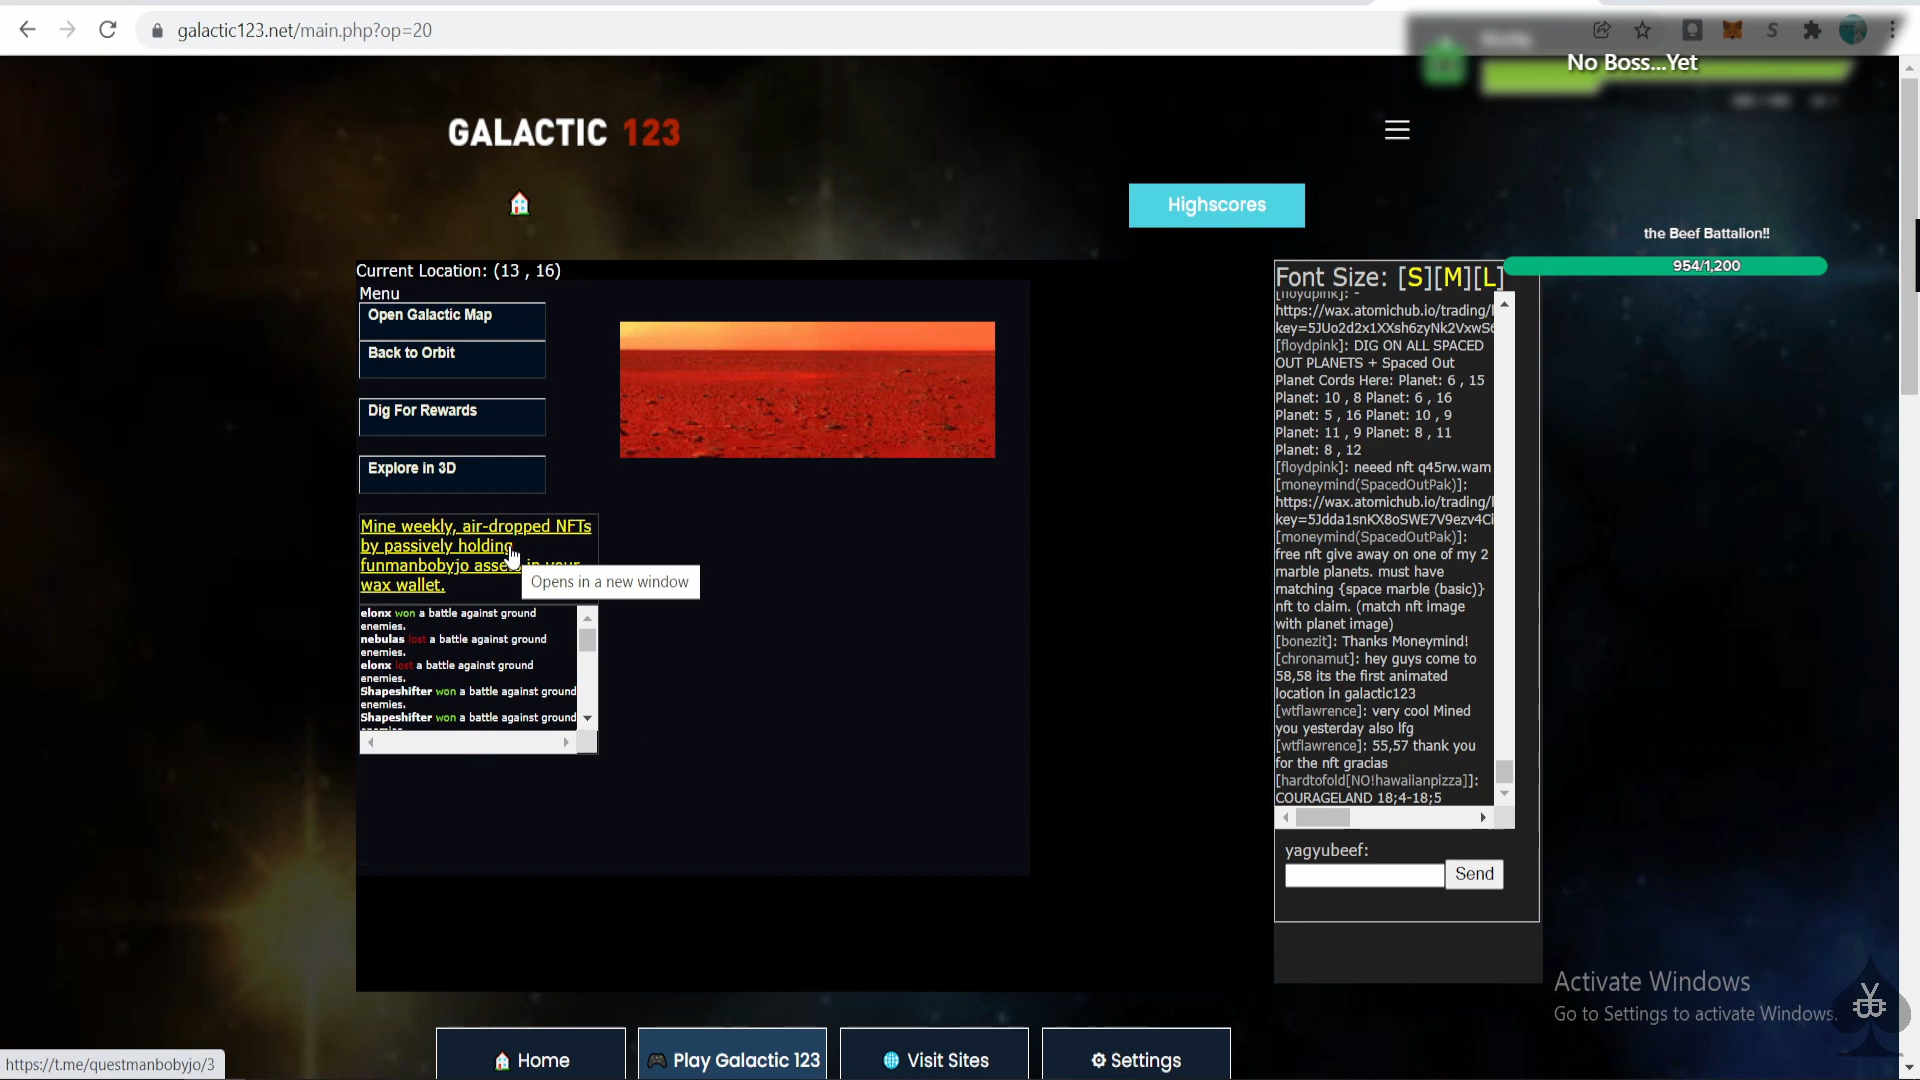 galactic123.net/main.php?op=20
No Boss...Yet
GALACTIC 123
Highscores
the Beef Battalion!!
954/1,200
Current Location: (13 , 16)
Menu
Open Galactic Map
Back to Orbit
Dig For Rewards
Explore in 3D
Mine weekly, air-dropped NFTs
by passively holding
funmanbobyjo assets in your
wax wallet.
Opens in a new window
elonx won a battle against ground
enemies.
nebulas lost a battle against ground
enemies.
elonx lost a battle against ground
enemies.
Shapeshifter won a battle against ground
enemies.
Shapeshifter won a battle against ground
Font Size: [S][M][L]
[floydpink]: -
https://wax.atomichub.io/trading/l
key=5JUo2d2x1XXsh6zyNk2VxwS6
[floydpink]: DIG ON ALL SPACED
OUT PLANETS + Spaced Out
Planet Cords Here: Planet: 6 , 15
Planet: 10 , 8 Planet: 6 , 16
Planet: 5 , 16 Planet: 10 , 9
Planet: 11 , 9 Planet: 8 , 11
Planet: 8 , 12
[floydpink]: neeed nft q45rw.wam
[moneymind(SpacedOutPak)]:
https://wax.atomichub.io/trading/l
key=5Jdda1snKX8oSWE7V9ezv4Ci
[moneymind(SpacedOutPak)]:
free nft give away on one of my 2
marble planets. must have
matching {space marble (basic)}
nft to claim. (match nft image
with planet image)
[bonezit]: Thanks Moneymind!
[chronamut]: hey guys come to
58,58 its the first animated
location in galactic123
[wtflawrence]: very cool Mined
you yesterday also lfg
[wtflawrence]: 55,57 thank you
for the nft gracias
[hardtofold[NO!hawaiianpizza]]:
COURAGELAND 18;4-18;5
yagyubeef:
Send
Activate Windows
Go to Settings to activate Windows.
Home
Play Galactic 123
Visit Sites
Settings
https://t.me/questmanbobyjo/3